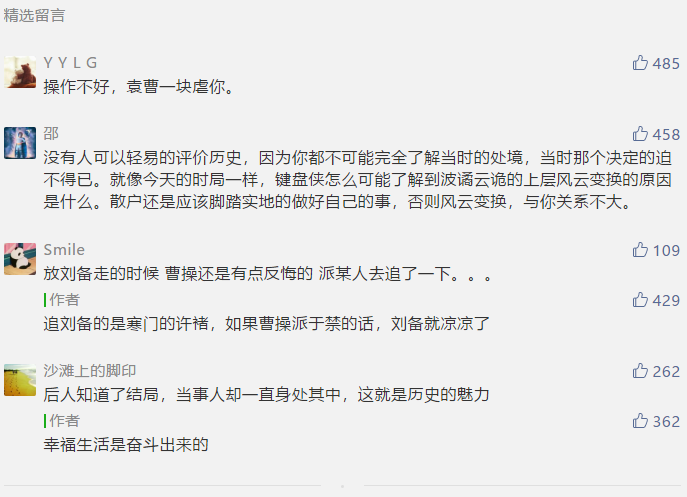 精选留言
Y Y L G
485
操作不好，袁曹一块虐你。
邵
458
没有人可以轻易的评价历史，因为你都不可能完全了解当时的处境，当时那个决定的迫
不得已。就像今天的时局一样，键盘侠怎么可能了解到波谲云诡的上层风云变换的原因
是什么。散户还是应该脚踏实地的做好自己的事，否则风云变换，与你关系不大。
Smile
109
放刘备走的时候 曹操还是有点反悔的 派某人去追了一下。。。
作者
429
追刘备的是寒门的许褚，如果曹操派于禁的话，刘备就凉凉了
沙滩上的脚印
262
后人知道了结局，当事人却一直身处其中，这就是历史的魅力
作者
362
幸福生活是奋斗出来的